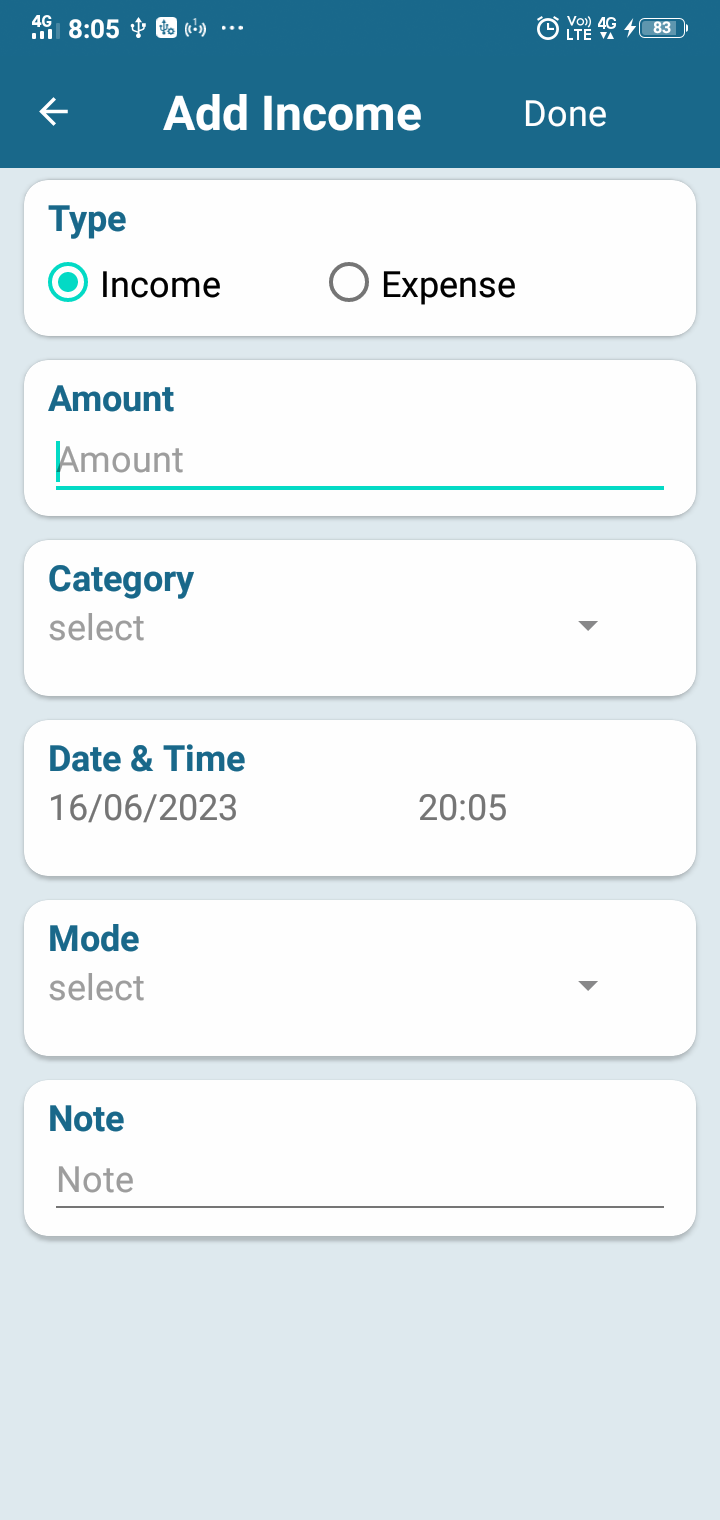 4G 8:05 Vo)) LTE 4G 83
Add Income Done
Type
Income Expense
Amount
Amount
Category
select
Date & Time
16/06/2023 20:05
Mode
select
Note
Note